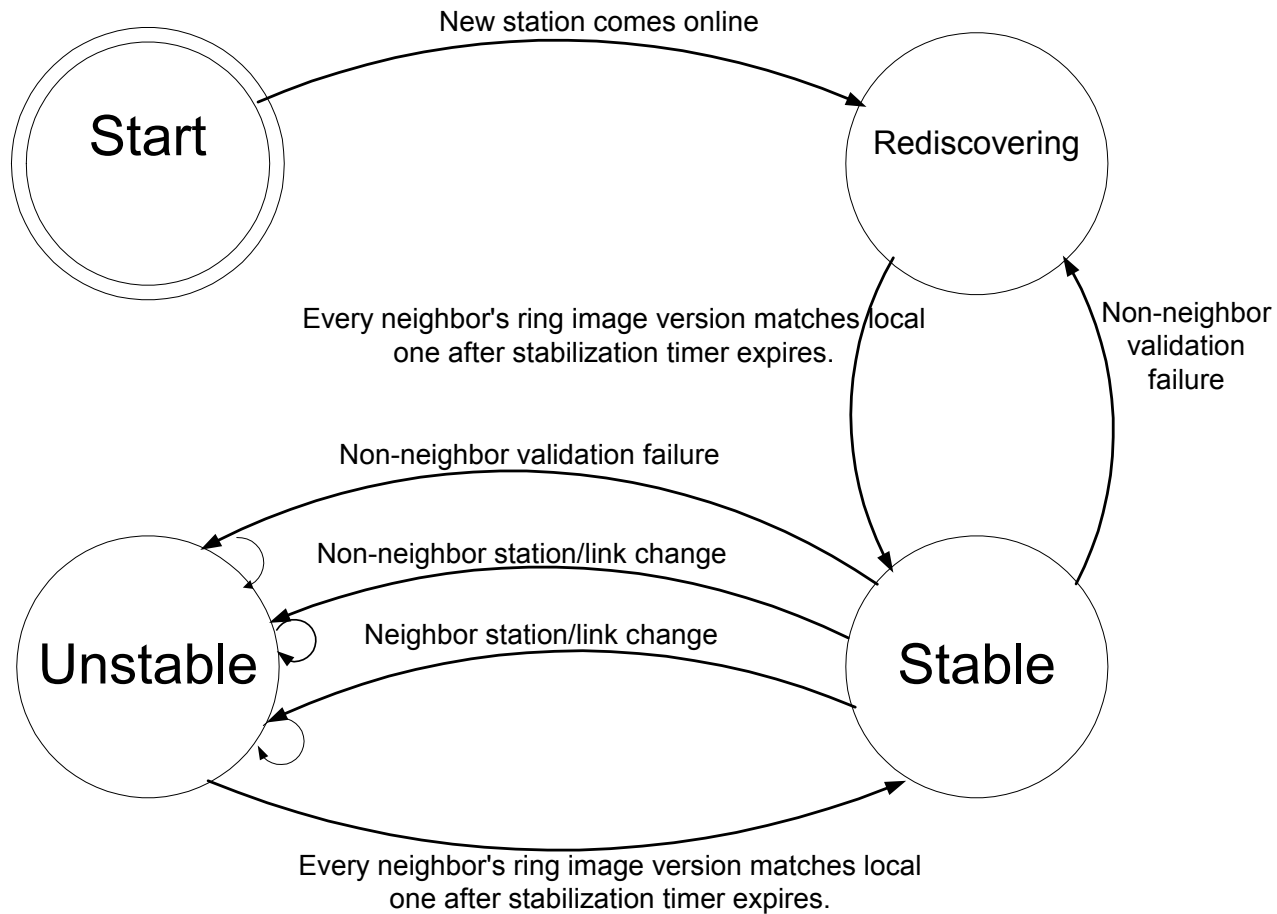 New station comes online
Start
Rediscovering
Every neighbor's ring image version matches local
one after stabilization timer expires.
Non-neighbor
validation
failure
Non-neighbor validation failure
Non-neighbor station/link change
Neighbor station/link change
Unstable
Stable
Every neighbor's ring image version matches local
one after stabilization timer expires.